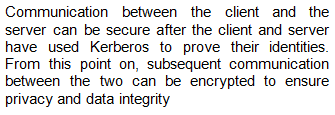 Communication between the client and the
server can be secure after the client and server
have used Kerberos to prove their identities.
From this point on, subsequent communication
between the two can be encrypted to ensure
privacy and data integrity